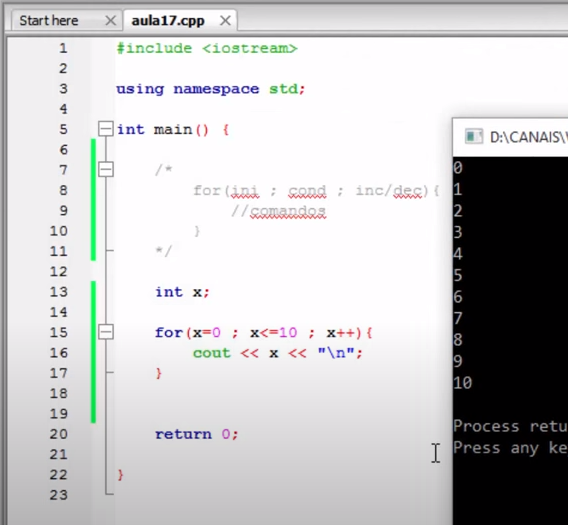 Start here
aula17.cpp
1 #include <iostream>
2
3 using namespace std;
4
5 int main() {
6
7 /*
8 for(ini ; cond ; inc/dec){
9 //comandos
10 }
11 */
12
13 int x;
14
15 for(x=0 ; x<=10 ; x++){
16 cout << x << "\n";
17 }
18
19
20 return 0;
21
22 }
23
D:\CANAIS\
0
1
2
3
4
5
6
7
8
9
10
Process retu
Press any ke